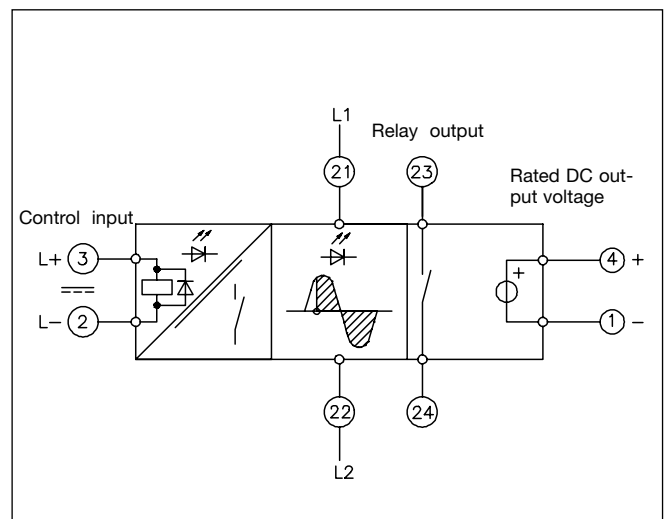 L1
Relay output
21
23
Rated DC out-
put voltage
Control input
L+ 3
4 +
+
L− 2
1 −
22
24
L2